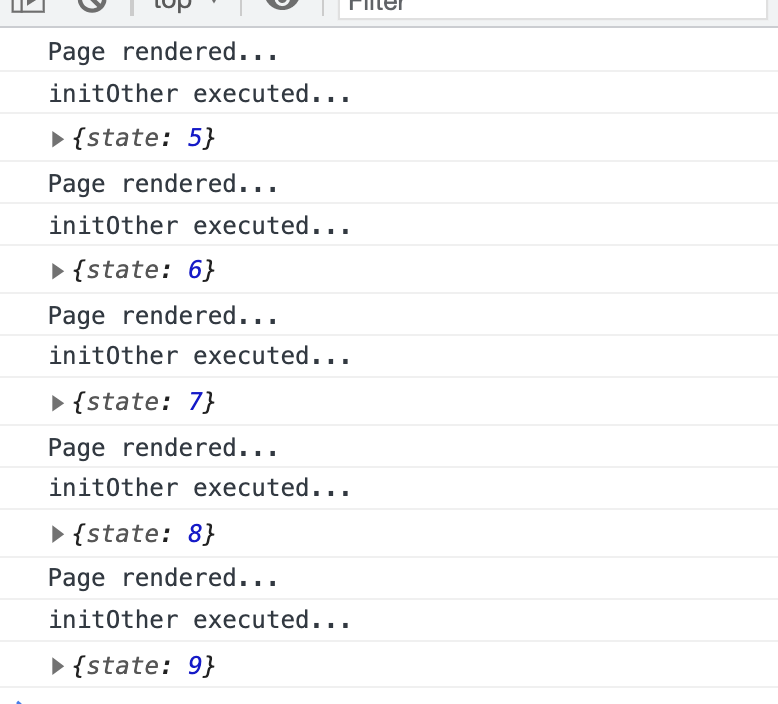 top
Filter
Page rendered...
initOther executed...
{state: 5}
Page rendered...
initOther executed...
{state: 6}
Page rendered...
initOther executed...
{state: 7}
Page rendered...
initOther executed...
{state: 8}
Page rendered...
initOther executed...
{state: 9}